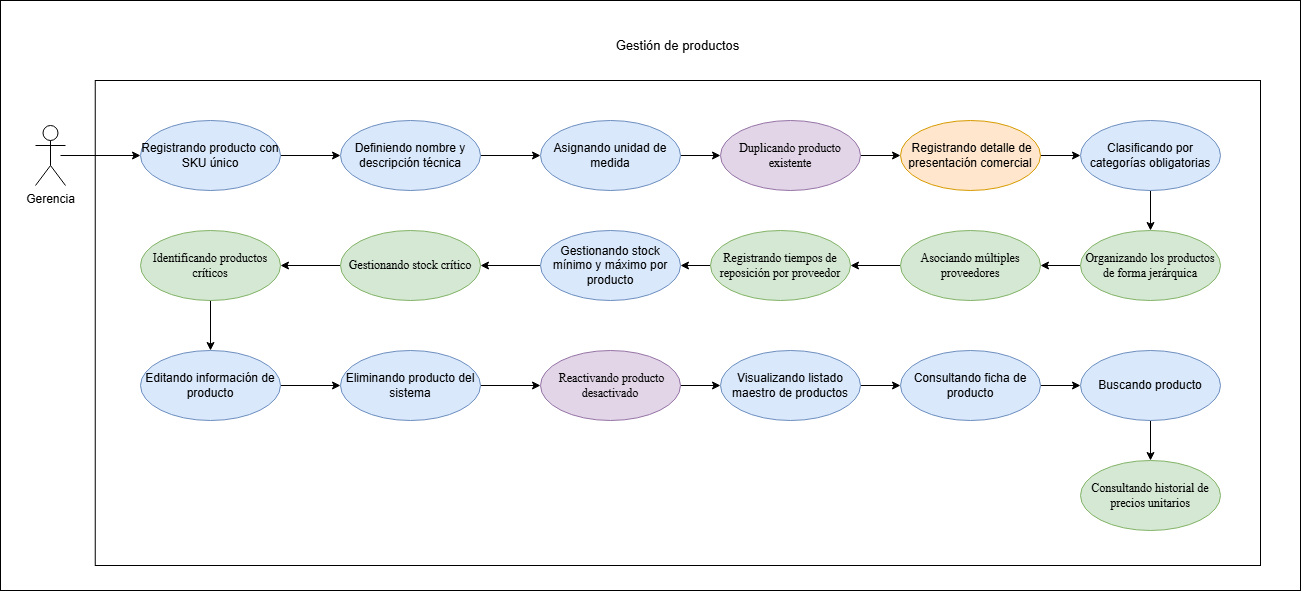 Gestión de productos
Gerencia
Registrando producto con
SKU único
Definiendo nombre y
descripción técnica
Asignando unidad de
medida
Duplicando producto
existente
Registrando detalle de
presentación comercial
Clasificando por
categorías obligatorias
Organizando los productos
de forma jerárquica
Asociando múltiples
proveedores
Registrando tiempos de
reposición por proveedor
Gestionando stock
mínimo y máximo por
producto
Gestionando stock crítico
Identificando productos
críticos
Editando información de
producto
Eliminando producto del
sistema
Reactivando producto
desactivado
Visualizando listado
maestro de productos
Consultando ficha de
producto
Buscando producto
Consultando historial de
precios unitarios